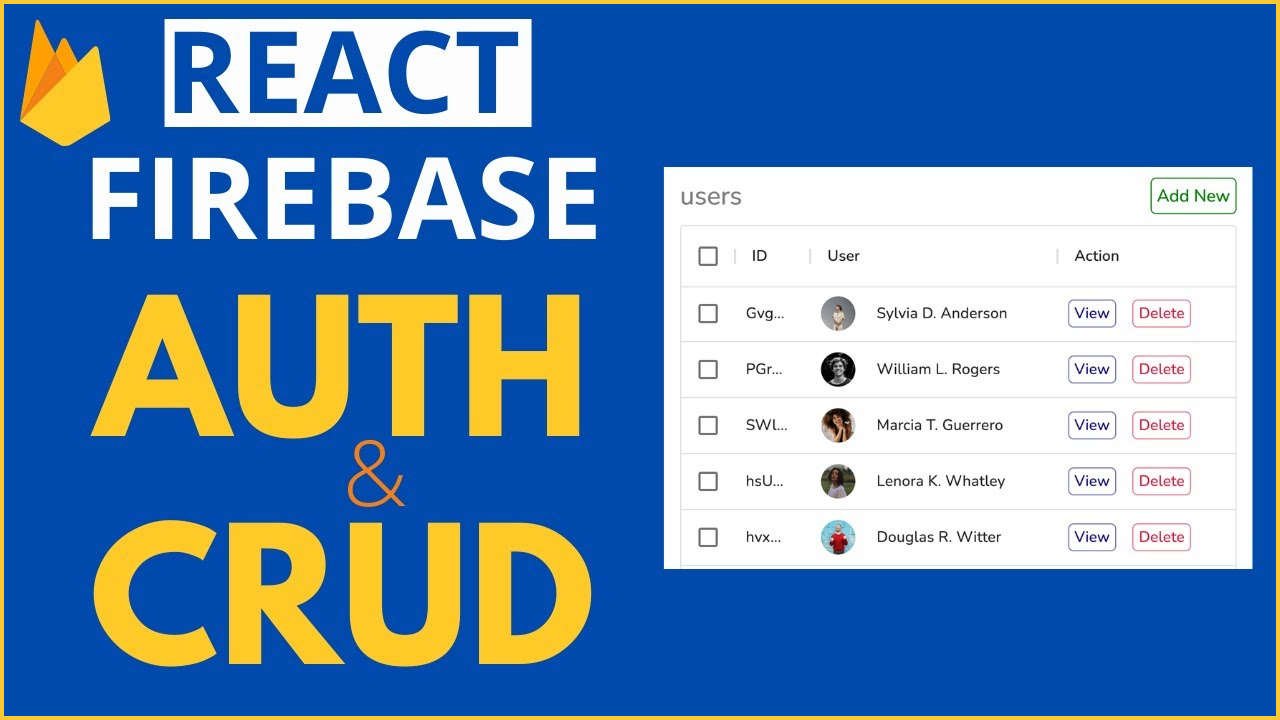 REACT
FIREBASE
AUTH
&
CRUD
users
Add New
ID User Action
Gvg... Sylvia D. Anderson View Delete
PGr... William L. Rogers View Delete
SWl... Marcia T. Guerrero View Delete
hsU... Lenora K. Whatley View Delete
hvx... Douglas R. Witter View Delete